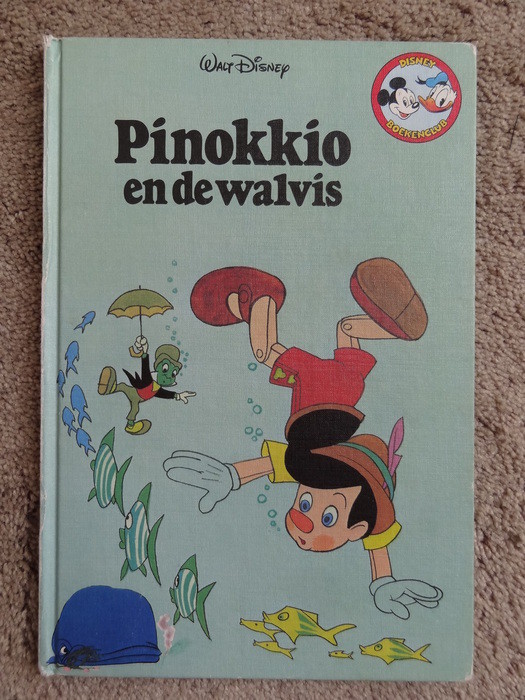 WALT DISNEY
DISNEY
BOEKENCLUB
Pinokkio
en de walvis